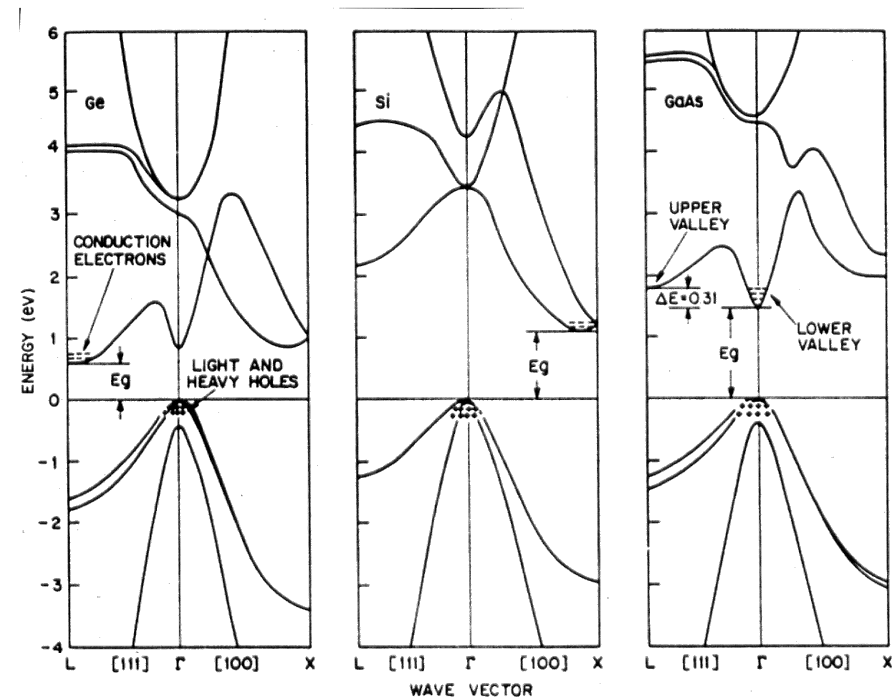 6
5
4
3
2
1
0
-1
-2
-3
-4
ENERGY (eV)
Ge
CONDUCTION
ELECTRONS
Eg
LIGHT AND
HEAVY HOLES
L [111] Γ [100] X
Si
Eg
L [111] Γ [100] X
GaAs
UPPER
VALLEY
ΔE = 0.31
LOWER
VALLEY
Eg
L [111] Γ [100] X
WAVE VECTOR